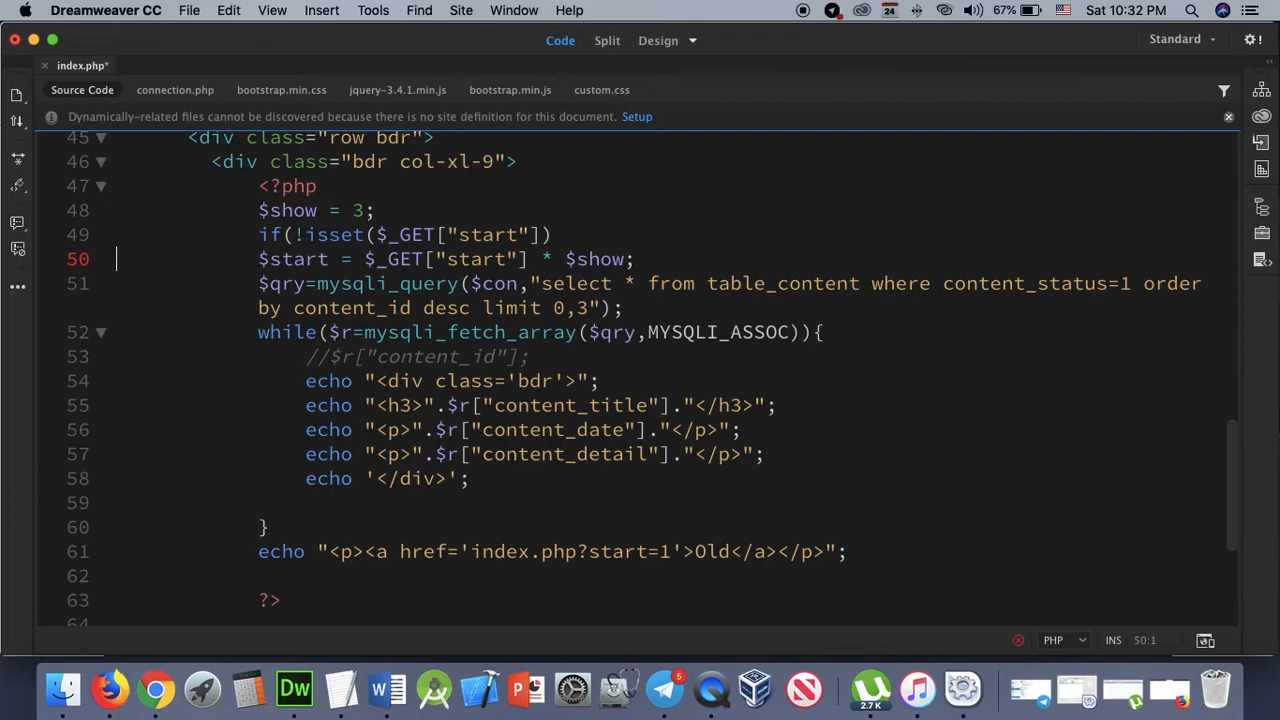 Dreamweaver CC File Edit View Insert Tools Find Site Window Help 24 67% Sat 10:32 PM
Code Split Design Standard
index.php*
Source Code connection.php bootstrap.min.css jquery-3.4.1.min.js bootstrap.min.js custom.css
Dynamically-related files cannot be discovered because there is no site definition for this document. Setup
45 <div class="row bdr">
46 <div class="bdr col-xl-9">
47 <?php
48 $show = 3;
49 if(!isset($_GET["start"])
50 $start = $_GET["start"] * $show;
51 $qry=mysqli_query($con,"select * from table_content where content_status=1 order
by content_id desc limit 0,3");
52 while($r=mysqli_fetch_array($qry,MYSQLI_ASSOC)){
53 //$r["content_id"];
54 echo "<div class='bdr'>";
55 echo "<h3>".$r["content_title"]."</h3>";
56 echo "<p>".$r["content_date"]."</p>";
57 echo "<p>".$r["content_detail"]."</p>";
58 echo '</div>';
59
60 }
61 echo "<p><a href='index.php?start=1'>Old</a></p>";
62
63 ?>
64
PHP INS 50:1
Dw W P 5 2.7 K